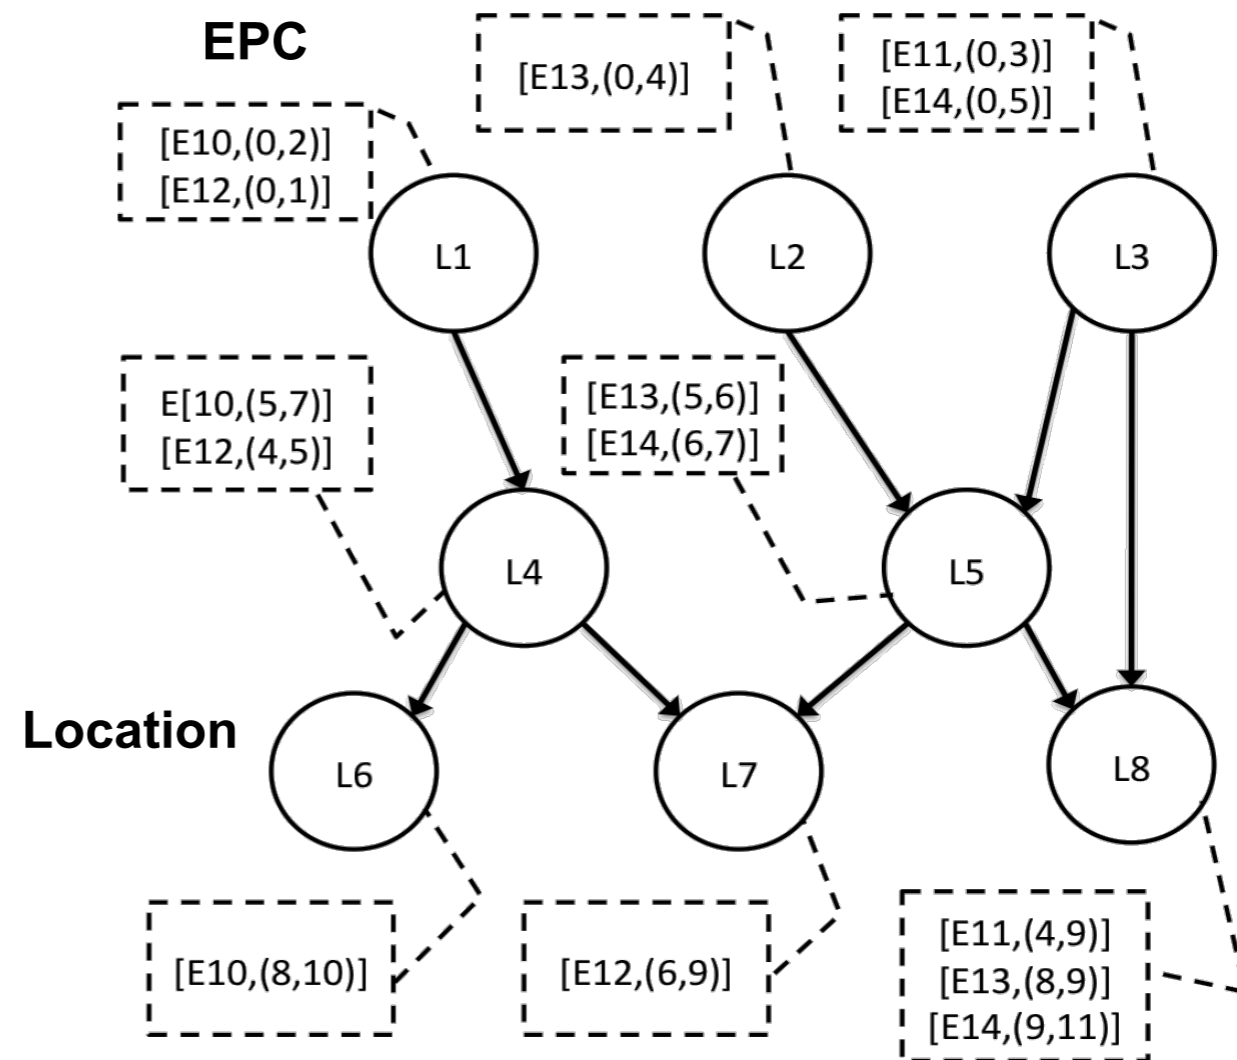 EPC
[E13,(0,4)]
[E11,(0,3)]
[E14,(0,5)]
[E10,(0,2)]
[E12,(0,1)]
L1
L2
L3
E[10,(5,7)]
[E12,(4,5)]
[E13,(5,6)]
[E14,(6,7)]
L4
L5
Location
L6
L7
L8
[E10,(8,10)]
[E12,(6,9)]
[E11,(4,9)]
[E13,(8,9)]
[E14,(9,11)]